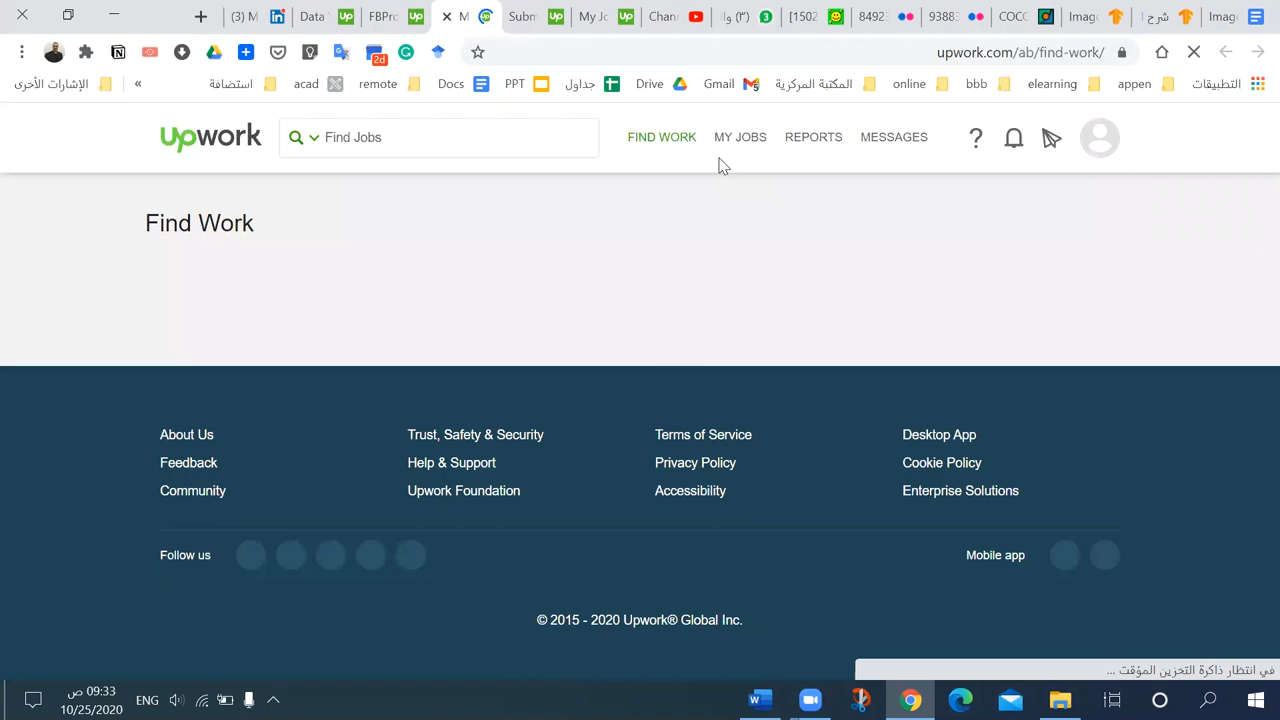 (3) M
Data
FBPro
M
Subm
My Jo
Chann
(٣) وا
3
[1502
8492
9388
COCC
Imag
شرح ا
Image
2d
upwork.com/ab/find-work/
الإشارات الأخرى
»
استضافة
acad
remote
Docs
PPT
جداول
Drive
Gmail
المكتبة المركزية
online
bbb
elearning
appen
التطبيقات
upwork
Find Jobs
FIND WORK
MY JOBS
REPORTS
MESSAGES
?
Find Work
About Us
Trust, Safety & Security
Terms of Service
Desktop App
Feedback
Help & Support
Privacy Policy
Cookie Policy
Community
Upwork Foundation
Accessibility
Enterprise Solutions
Follow us
Mobile app
© 2015 - 2020 Upwork® Global Inc.
في انتظار ذاكرة التخزين المؤقت ...
09:33 ص
10/25/2020
ENG